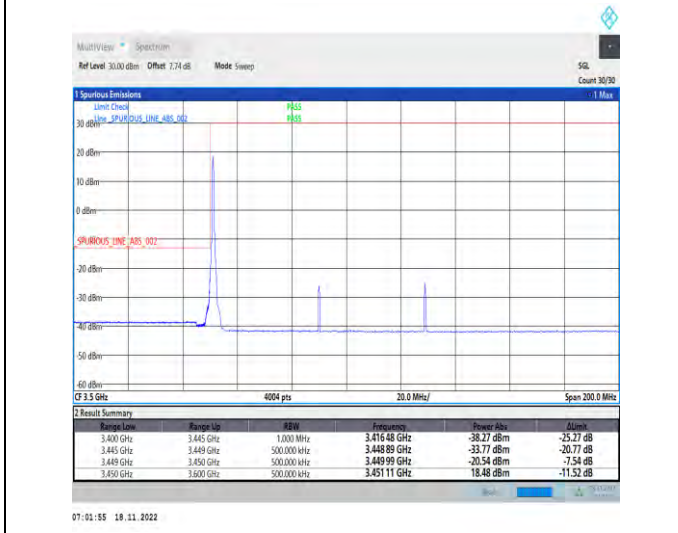 MultiView Spectrum
Ref Level 30.00 dBm Offset 7.74 dB Mode Sweep SGL
Count 30/30
1 Spurious Emissions 1 Max
Limit Check PASS
Line _SPURIOUS_LINE_ABS_002 PASS
30 dBm
20 dBm
10 dBm
0 dBm
_SPURIOUS_LINE_ABS_002
-20 dBm
-30 dBm
-40 dBm
-50 dBm
-60 dBm
CF 3.5 GHz 4004 pts 20.0 MHz/ Span 200.0 MHz
2 Result Summary
Range Low Range Up RBW Frequency Power Abs ΔLimit
3.400 GHz 3.445 GHz 1.000 MHz 3.416 48 GHz -38.27 dBm -25.27 dB
3.445 GHz 3.449 GHz 500.000 kHz 3.448 89 GHz -33.77 dBm -20.77 dB
3.449 GHz 3.450 GHz 500.000 kHz 3.449 99 GHz -20.54 dBm -7.54 dB
3.450 GHz 3.600 GHz 500.000 kHz 3.451 11 GHz 18.48 dBm -11.52 dB
07:01:55 18.11.2022